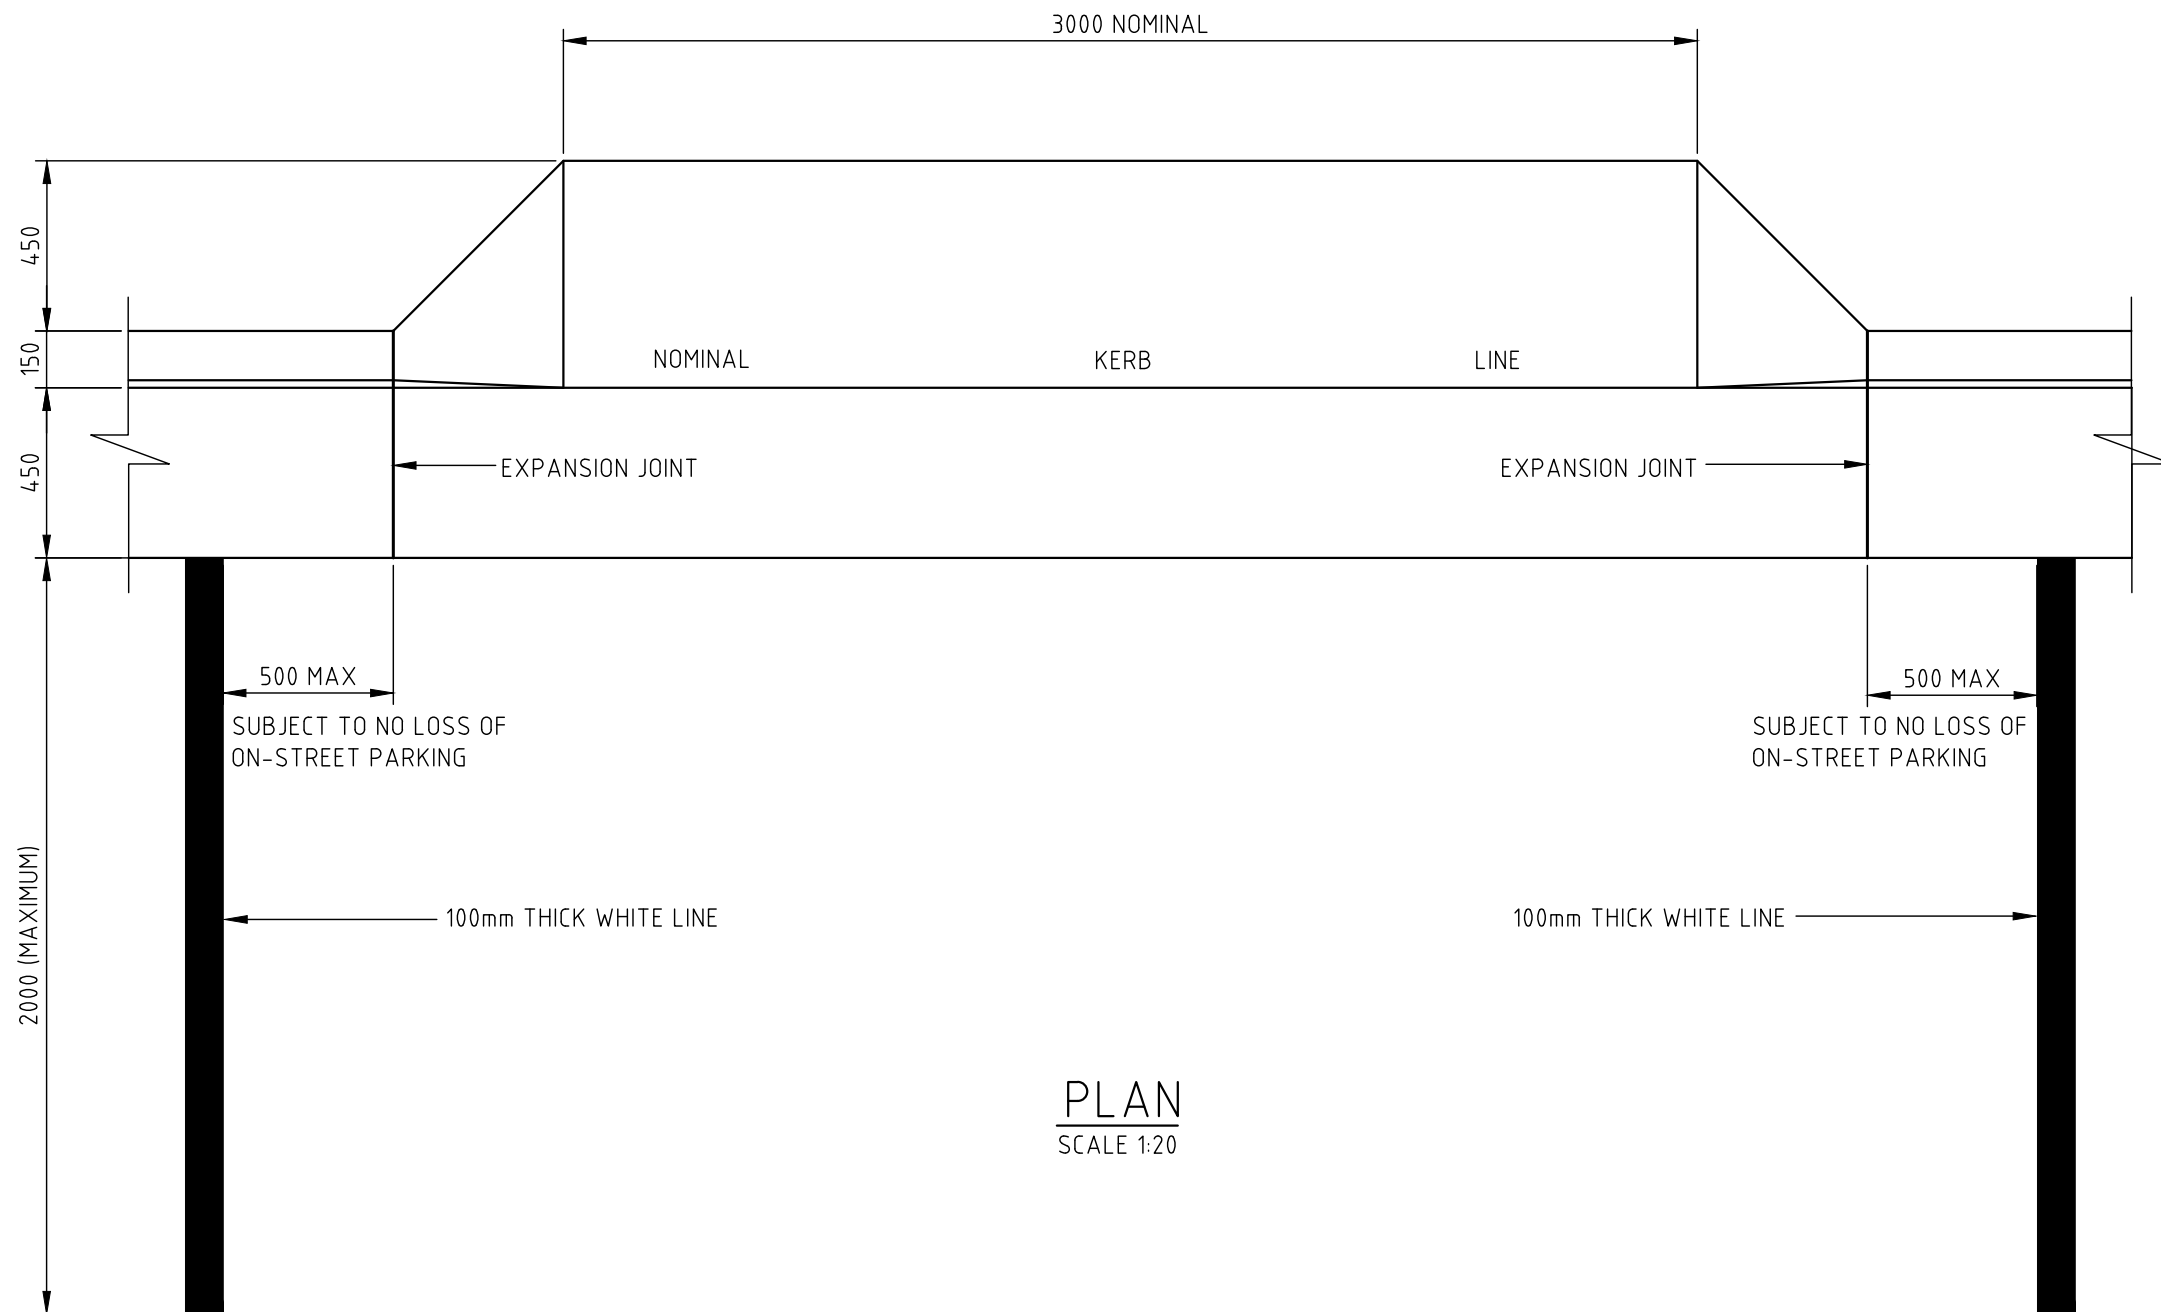 3000 NOMINAL
450
150
NOMINAL KERB LINE
450
EXPANSION JOINT
EXPANSION JOINT
500 MAX
SUBJECT TO NO LOSS OF
ON-STREET PARKING
500 MAX
SUBJECT TO NO LOSS OF
ON-STREET PARKING
2000 (MAXIMUM)
100mm THICK WHITE LINE
100mm THICK WHITE LINE
PLAN
SCALE 1:20